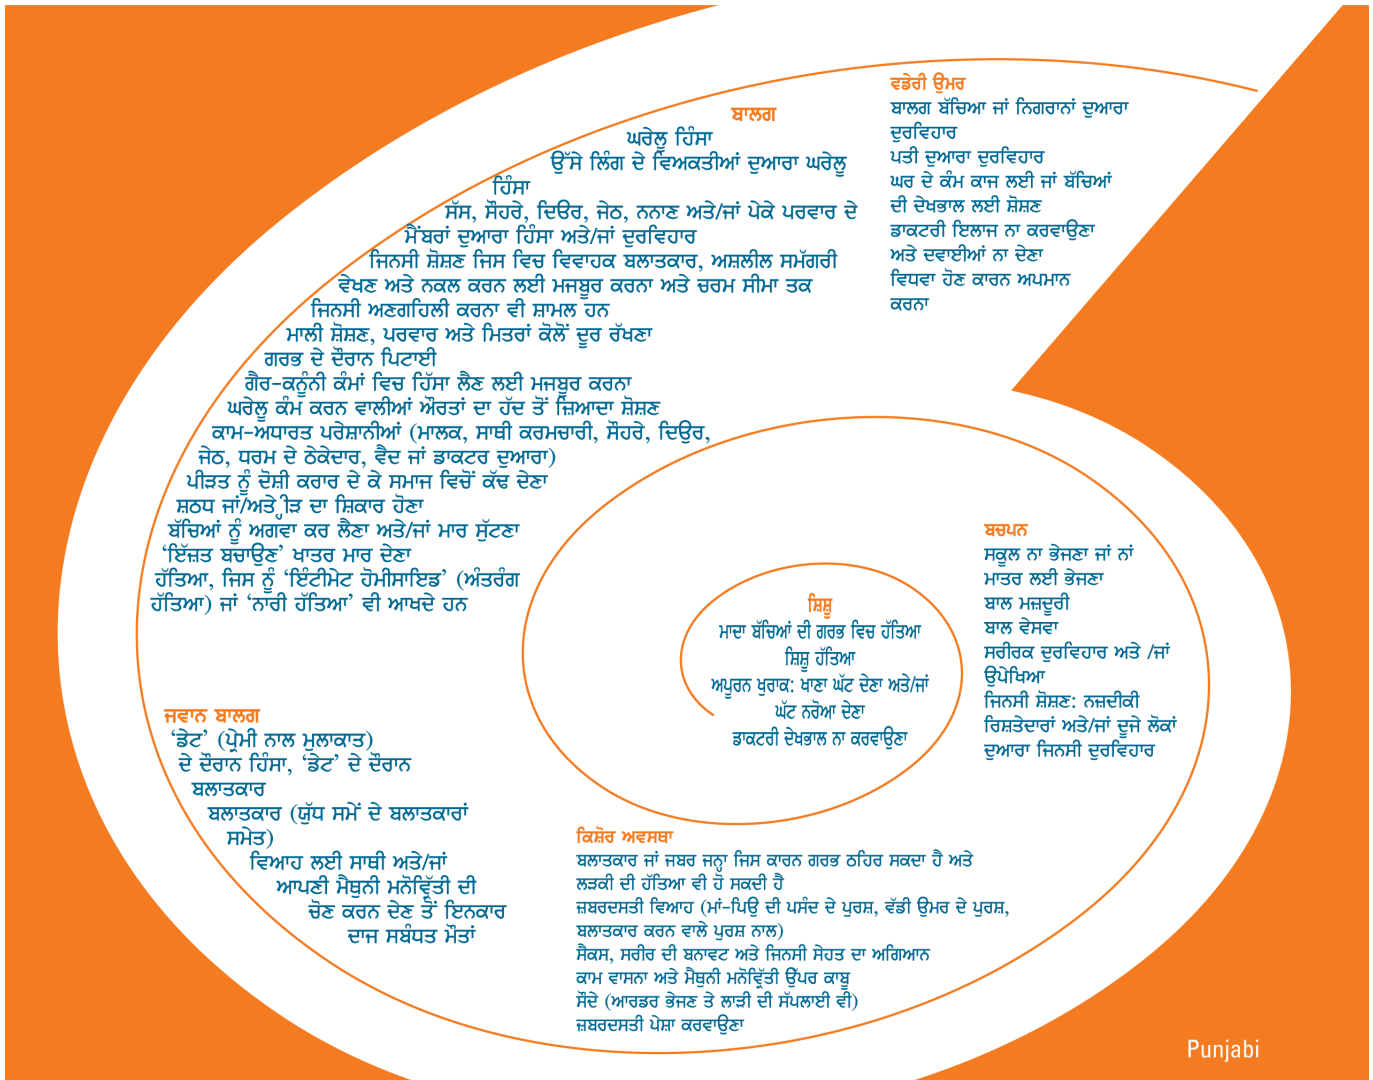 ਵਡੇਰੀ ਉਮਰ
ਬਾਲਗ ਬੱਚਿਆ ਜਾਂ ਨਿਗਰਾਨਾਂ ਦੁਆਰਾ
ਦੁਰਵਿਹਾਰ
ਪਤੀ ਦੁਆਰਾ ਦੁਰਵਿਹਾਰ
ਘਰ ਦੇ ਕੰਮ ਕਾਜ ਲਈ ਜਾਂ ਬੱਚਿਆਂ
ਦੀ ਦੇਖਭਾਲ ਲਈ ਸ਼ੋਸ਼ਣ
ਡਾਕਟਰੀ ਇਲਾਜ ਨਾ ਕਰਵਾਉਣਾ
ਅਤੇ ਦਵਾਈਆਂ ਨਾ ਦੇਣਾ
ਵਿਧਵਾ ਹੋਣ ਕਾਰਨ ਅਪਮਾਨ
ਕਰਨਾ
ਬਾਲਗ
ਘਰੇਲੂ ਹਿੰਸਾ
ਉੱਸੇ ਲਿੰਗ ਦੇ ਵਿਅਕਤੀਆਂ ਦੁਆਰਾ ਘਰੇਲੂ
ਹਿੰਸਾ
ਸੱਸ, ਸੌਹਰੇ, ਦਿਓਰ, ਜੇਠ, ਨਨਾਣ ਅਤੇ/ਜਾਂ ਪੇਕੇ ਪਰਵਾਰ ਦੇ
ਮੈਂਬਰਾਂ ਦੁਆਰਾ ਹਿੰਸਾ ਅਤੇ/ਜਾਂ ਦੁਰਵਿਹਾਰ
ਜਿਨਸੀ ਸ਼ੋਸ਼ਣ ਜਿਸ ਵਿਚ ਵਿਵਾਹਕ ਬਲਾਤਕਾਰ, ਅਸ਼ਲੀਲ ਸਮੱਗਰੀ
ਵੇਖਣ ਅਤੇ ਨਕਲ ਕਰਨ ਲਈ ਮਜਬੂਰ ਕਰਨਾ ਅਤੇ ਚਰਮ ਸੀਮਾ ਤਕ
ਜਿਨਸੀ ਅਣਗਹਿਲੀ ਕਰਨਾ ਵੀ ਸ਼ਾਮਲ ਹਨ
ਮਾਲੀ ਸ਼ੋਸ਼ਣ, ਪਰਵਾਰ ਅਤੇ ਮਿਤਰਾਂ ਕੋਲੋਂ ਦੂਰ ਰੱਖਣਾ
ਗਰਭ ਦੇ ਦੌਰਾਨ ਪਿਟਾਈ
ਗੈਰ-ਕਨੂੰਨੀ ਕੰਮਾਂ ਵਿਚ ਹਿੱਸਾ ਲੈਣ ਲਈ ਮਜਬੂਰ ਕਰਨਾ
ਘਰੇਲੂ ਕੰਮ ਕਰਨ ਵਾਲੀਆਂ ਔਰਤਾਂ ਦਾ ਹੱਦ ਤੋਂ ਜ਼ਿਆਦਾ ਸ਼ੋਸ਼ਣ
ਕਾਮ-ਅਧਾਰਤ ਪਰੇਸ਼ਾਨੀਆਂ (ਮਾਲਕ, ਸਾਥੀ ਕਰਮਚਾਰੀ, ਸੌਹਰੇ, ਦਿਉਰ,
ਜੇਠ, ਧਰਮ ਦੇ ਠੇਕੇਦਾਰ, ਵੈਦ ਜਾਂ ਡਾਕਟਰ ਦੁਆਰਾ)
ਪੀੜਤ ਨੂੰ ਦੋਸ਼ੀ ਕਰਾਰ ਦੇ ਕੇ ਸਮਾਜ ਵਿਚੋਂ ਕੱਢ ਦੇਣਾ
ਸ਼ਠਧ ਜਾਂ/ਅਤੇ ਦਾ ਸ਼ਿਕਾਰ ਹੋਣਾ
ਬੱਚਿਆਂ ਨੂੰ ਅਗਵਾ ਕਰ ਲੈਣਾ ਅਤੇ/ਜਾਂ ਮਾਰ ਸੁੱਟਣਾ
‘ਇੱਜ਼ਤ ਬਚਾਉਣ’ ਖਾਤਰ ਮਾਰ ਦੇਣਾ
ਹੱਤਿਆ, ਜਿਸ ਨੂੰ ‘ਇੰਟੀਮੇਟ ਹੋਮੀਸਾਇਡ’ (ਅੰਤਰੰਗ
ਹੱਤਿਆ) ਜਾਂ ‘ਨਾਰੀ ਹੱਤਿਆ’ ਵੀ ਆਖਦੇ ਹਨ
ਬਚਪਨ
ਸਕੂਲ ਨਾ ਭੇਜਣਾ ਜਾਂ ਨਾਂ
ਮਾਤਰ ਲਈ ਭੇਜਣਾ
ਬਾਲ ਮਜ਼ਦੂਰੀ
ਬਾਲ ਵੇਸਵਾ
ਸਰੀਰਕ ਦੁਰਵਿਹਾਰ ਅਤੇ /ਜਾਂ
ਉਪੇਖਿਆ
ਜਿਨਸੀ ਸ਼ੋਸ਼ਣ: ਨਜ਼ਦੀਕੀ
ਰਿਸ਼ਤੇਦਾਰਾਂ ਅਤੇ/ਜਾਂ ਦੂਜੇ ਲੋਕਾਂ
ਦੁਆਰਾ ਜਿਨਸੀ ਦੁਰਵਿਹਾਰ
ਸ਼ਿਸ਼ੂ
ਮਾਦਾ ਬੱਚਿਆਂ ਦੀ ਗਰਭ ਵਿਚ ਹੱਤਿਆ
ਸ਼ਿਸ਼ੂ ਹੱਤਿਆ
ਅਪੂਰਨ ਖੁਰਾਕ: ਖਾਣਾ ਘੱਟ ਦੇਣਾ ਅਤੇ/ਜਾਂ
ਘੱਟ ਨਰੋਆ ਦੇਣਾ
ਡਾਕਟਰੀ ਦੇਖਭਾਲ ਨਾ ਕਰਵਾਉਣਾ
ਜਵਾਨ ਬਾਲਗ
‘ਡੇਟ’ (ਪ੍ਰੇਮੀ ਨਾਲ ਮੁਲਾਕਾਤ)
ਦੇ ਦੌਰਾਨ ਹਿੰਸਾ, ‘ਡੇਟ’ ਦੇ ਦੌਰਾਨ
ਬਲਾਤਕਾਰ
ਬਲਾਤਕਾਰ (ਯੁੱਧ ਸਮੇਂ ਦੇ ਬਲਾਤਕਾਰਾਂ
ਸਮੇਤ)
ਵਿਆਹ ਲਈ ਸਾਥੀ ਅਤੇ/ਜਾਂ
ਆਪਣੀ ਮੈਥੁਨੀ ਮਨੋਵ੍ਰਿੱਤੀ ਦੀ
ਚੋਣ ਕਰਨ ਦੇਣ ਤੋਂ ਇਨਕਾਰ
ਦਾਜ ਸਬੰਧਤ ਮੌਤਾਂ
ਕਿਸ਼ੋਰ ਅਵਸਥਾ
ਬਲਾਤਕਾਰ ਜਾਂ ਜਬਰ ਜਨ੍ਹਾ ਜਿਸ ਕਾਰਨ ਗਰਭ ਠਹਿਰ ਸਕਦਾ ਹੈ ਅਤੇ
ਲੜਕੀ ਦੀ ਹੱਤਿਆ ਵੀ ਹੋ ਸਕਦੀ ਹੈ
ਜ਼ਬਰਦਸਤੀ ਵਿਆਹ (ਮਾਂ-ਪਿਉ ਦੀ ਪਸੰਦ ਦੇ ਪੁਰਸ਼, ਵੱਡੀ ਉਮਰ ਦੇ ਪੁਰਸ਼,
ਬਲਾਤਕਾਰ ਕਰਨ ਵਾਲੇ ਪੁਰਸ਼ ਨਾਲ)
ਸੈਕਸ, ਸਰੀਰ ਦੀ ਬਨਾਵਟ ਅਤੇ ਜਿਨਸੀ ਸੇਹਤ ਦਾ ਅਗਿਆਨ
ਕਾਮ ਵਾਸਨਾ ਅਤੇ ਮੈਥੁਨੀ ਮਨੋਵ੍ਰਿੱਤੀ ਉੱਪਰ ਕਾਬੂ
ਸੌਦੇ (ਆਰਡਰ ਭੇਜਣ ਤੇ ਲਾੜੀ ਦੀ ਸੱਪਲਾਈ ਵੀ)
ਜ਼ਬਰਦਸਤੀ ਪੇਸ਼ਾ ਕਰਵਾਉਣਾ
Punjabi